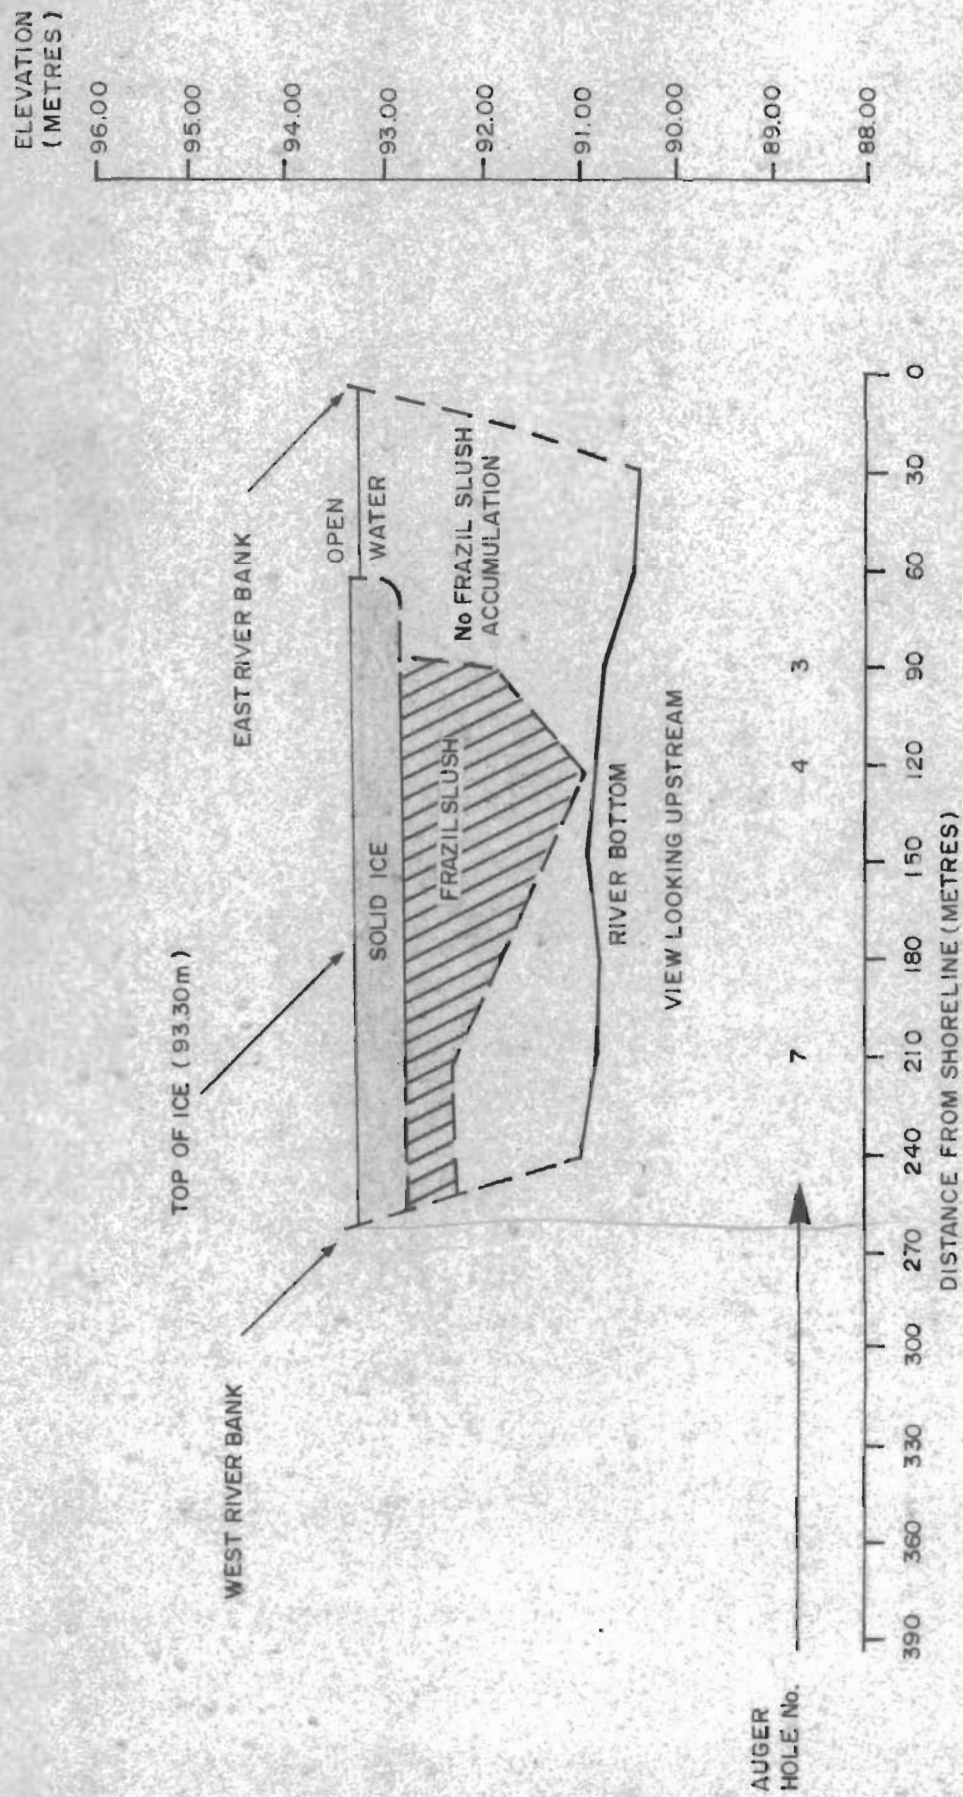 ELEVATION
(METRES)
96.00
95.00
94.00
93.00
92.00
91.00
90.00
89.00
88.00
TOP OF ICE (93.30m)
WEST RIVER BANK
EAST RIVER BANK
OPEN
WATER
SOLID ICE
FRAZIL SLUSH
No FRAZIL SLUSH
ACCUMULATION
RIVER BOTTOM
VIEW LOOKING UPSTREAM
AUGER
HOLE No.
7 4 3
390 360 330 300 270 240 210 180 150 120 90 60 30 0
DISTANCE FROM SHORELINE (METRES)